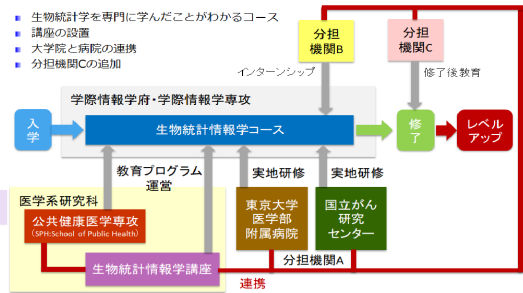 生物統計学を専門に学んだことがわかるコース
講座の設置
大学院と病院の連携
分担機関Cの追加
分担
機関B
分担
機関C
インターンシップ
修了後教育
学際情報学府・学際情報学専攻
入
学
生物統計情報学コース
修
了
レベル
アップ
教育プログラム
運営
実地研修
実地研修
医学系研究科
公共健康医学専攻
(SPH:School of Public Health)
東京大学
医学部
附属病院
国立がん
研究
センター
生物統計情報学講座
分担機関A
連携